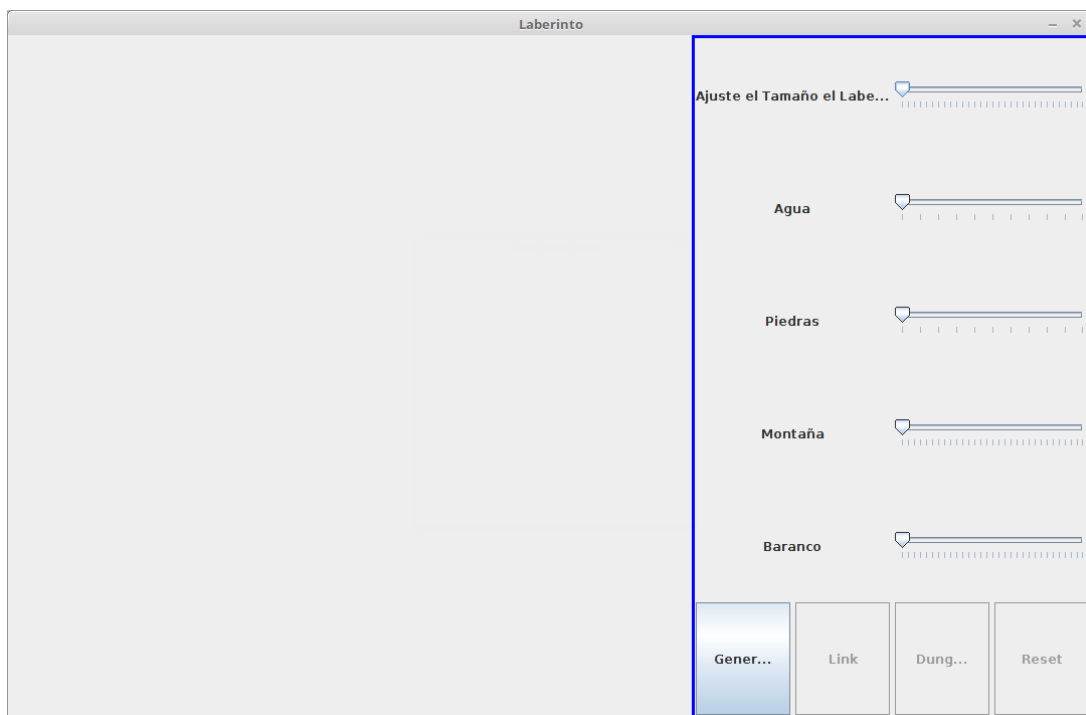 Laberinto
Ajuste el Tamaño el Labe...
Agua
Piedras
Montaña
Baranco
Gener...
Link
Dung...
Reset